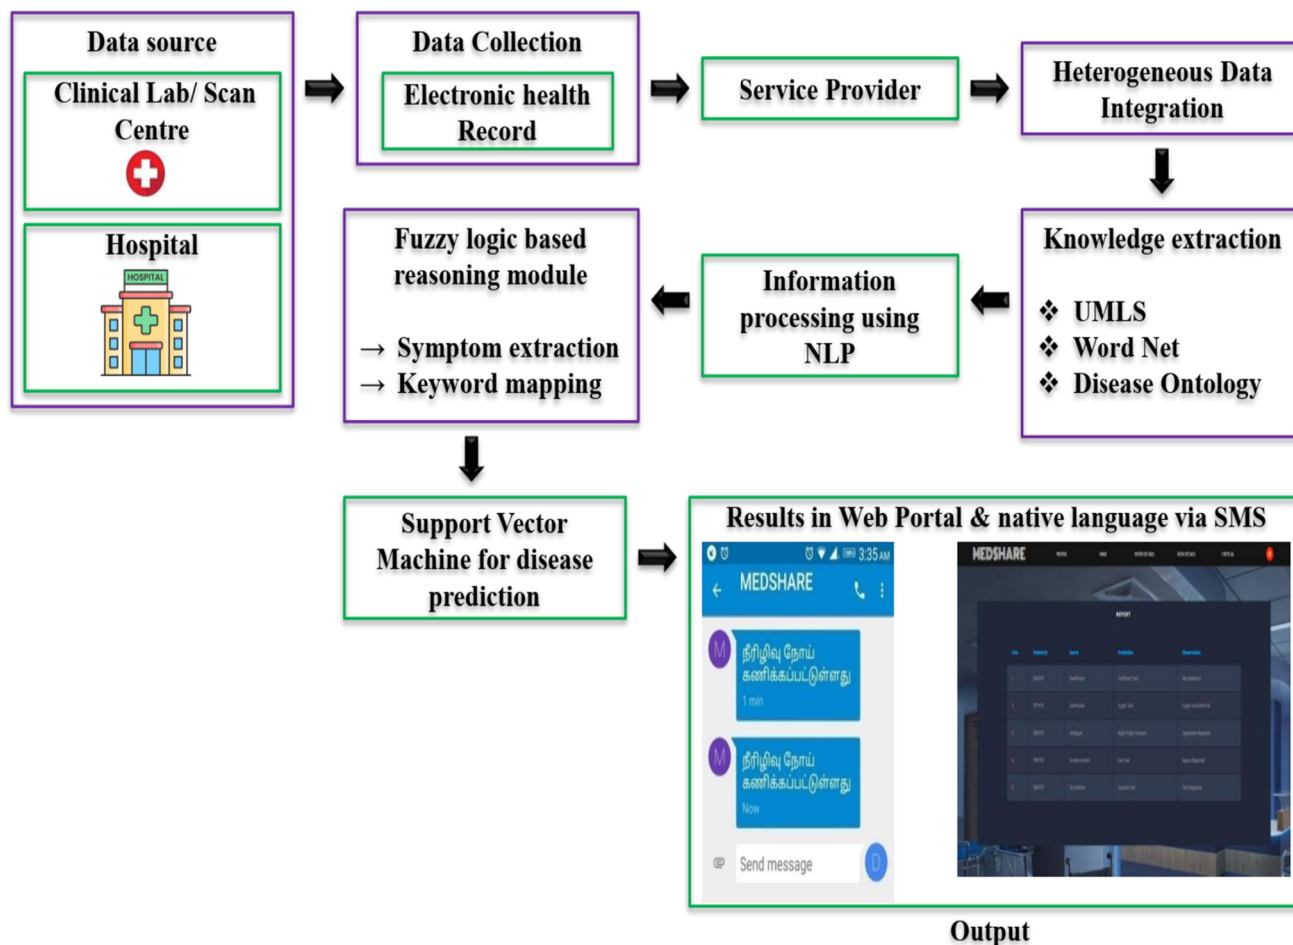 Data source
Clinical Lab/ Scan
Centre
Hospital
HOSPITAL
Data Collection
Electronic health
Record
Service Provider
Heterogeneous Data
Integration
Knowledge extraction
❖ UMLS
❖ Word Net
❖ Disease Ontology
Information
processing using
NLP
Fuzzy logic based
reasoning module
→ Symptom extraction
→ Keyword mapping
Support Vector
Machine for disease
prediction
Results in Web Portal & native language via SMS
3:35 AM
MEDSHARE
M
நீரிழிவு நோய்
கணிக்கப்பட்டுள்ளது
1 min
M
நீரிழிவு நோய்
கணிக்கப்பட்டுள்ளது
Now
Send message
D
MEDSHARE
REPORT
Output